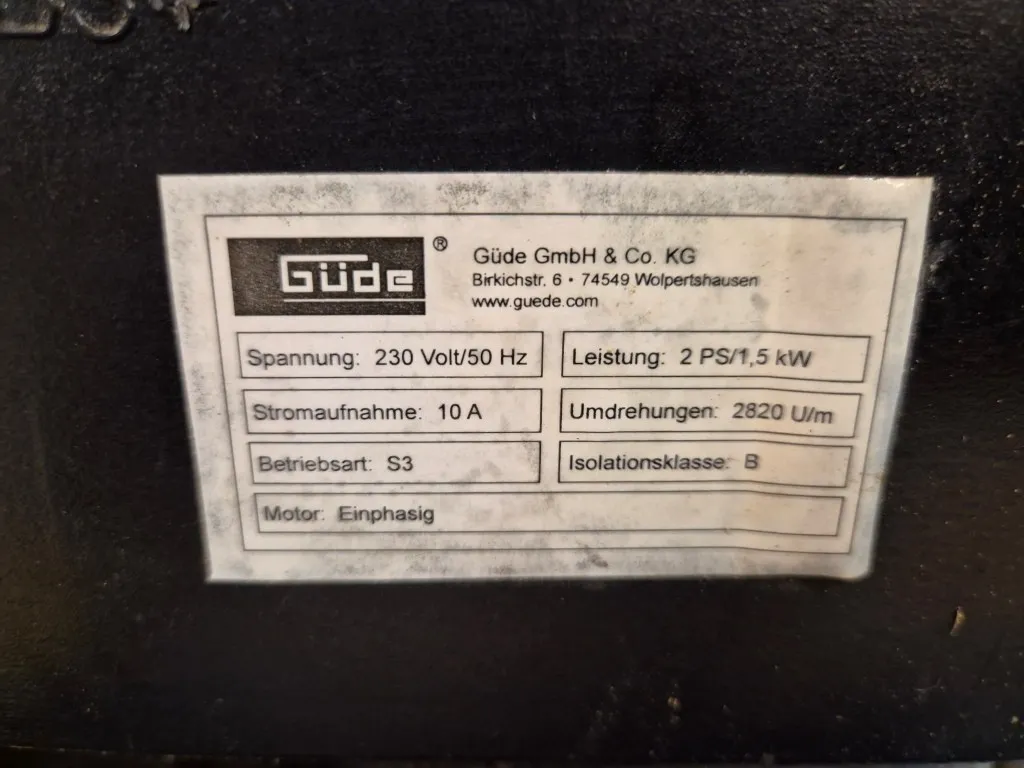 Güde ®
Güde GmbH & Co. KG
Birkichstr. 6 • 74549 Wolpertshausen
www.guede.com
Spannung: 230 Volt/50 Hz
Leistung: 2 PS/1,5 kW
Stromaufnahme: 10 A
Umdrehungen: 2820 U/m
Betriebsart: S3
Isolationsklasse: B
Motor: Einphasig